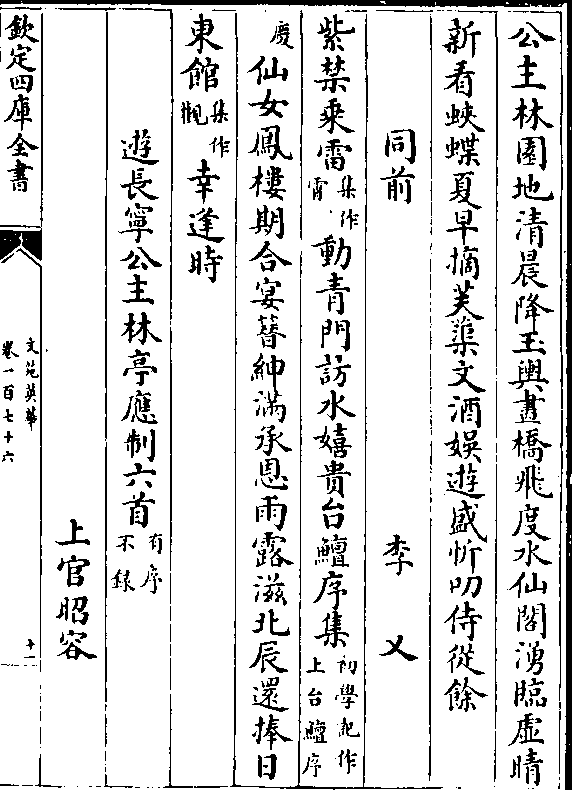 公主林園地清晨降玉輿畫橋飛度水仙閣湧臨虛晴
新看蛺蝶夏早摘芙蕖文酒娛遊盛忻叨侍從餘
同前　李乂
紫禁乘雷集作霄動青門訪水嬉貴台鱣序集初學記作上台鱣序
慶仙女鳳樓期合宴簪紳滿承恩雨露滋北辰還捧日
東館集作觀幸逢時
遊長寧公主林亭應制六首有序不錄
上官昭容
欽定四庫全書
文苑英華
卷一百七十六
十一